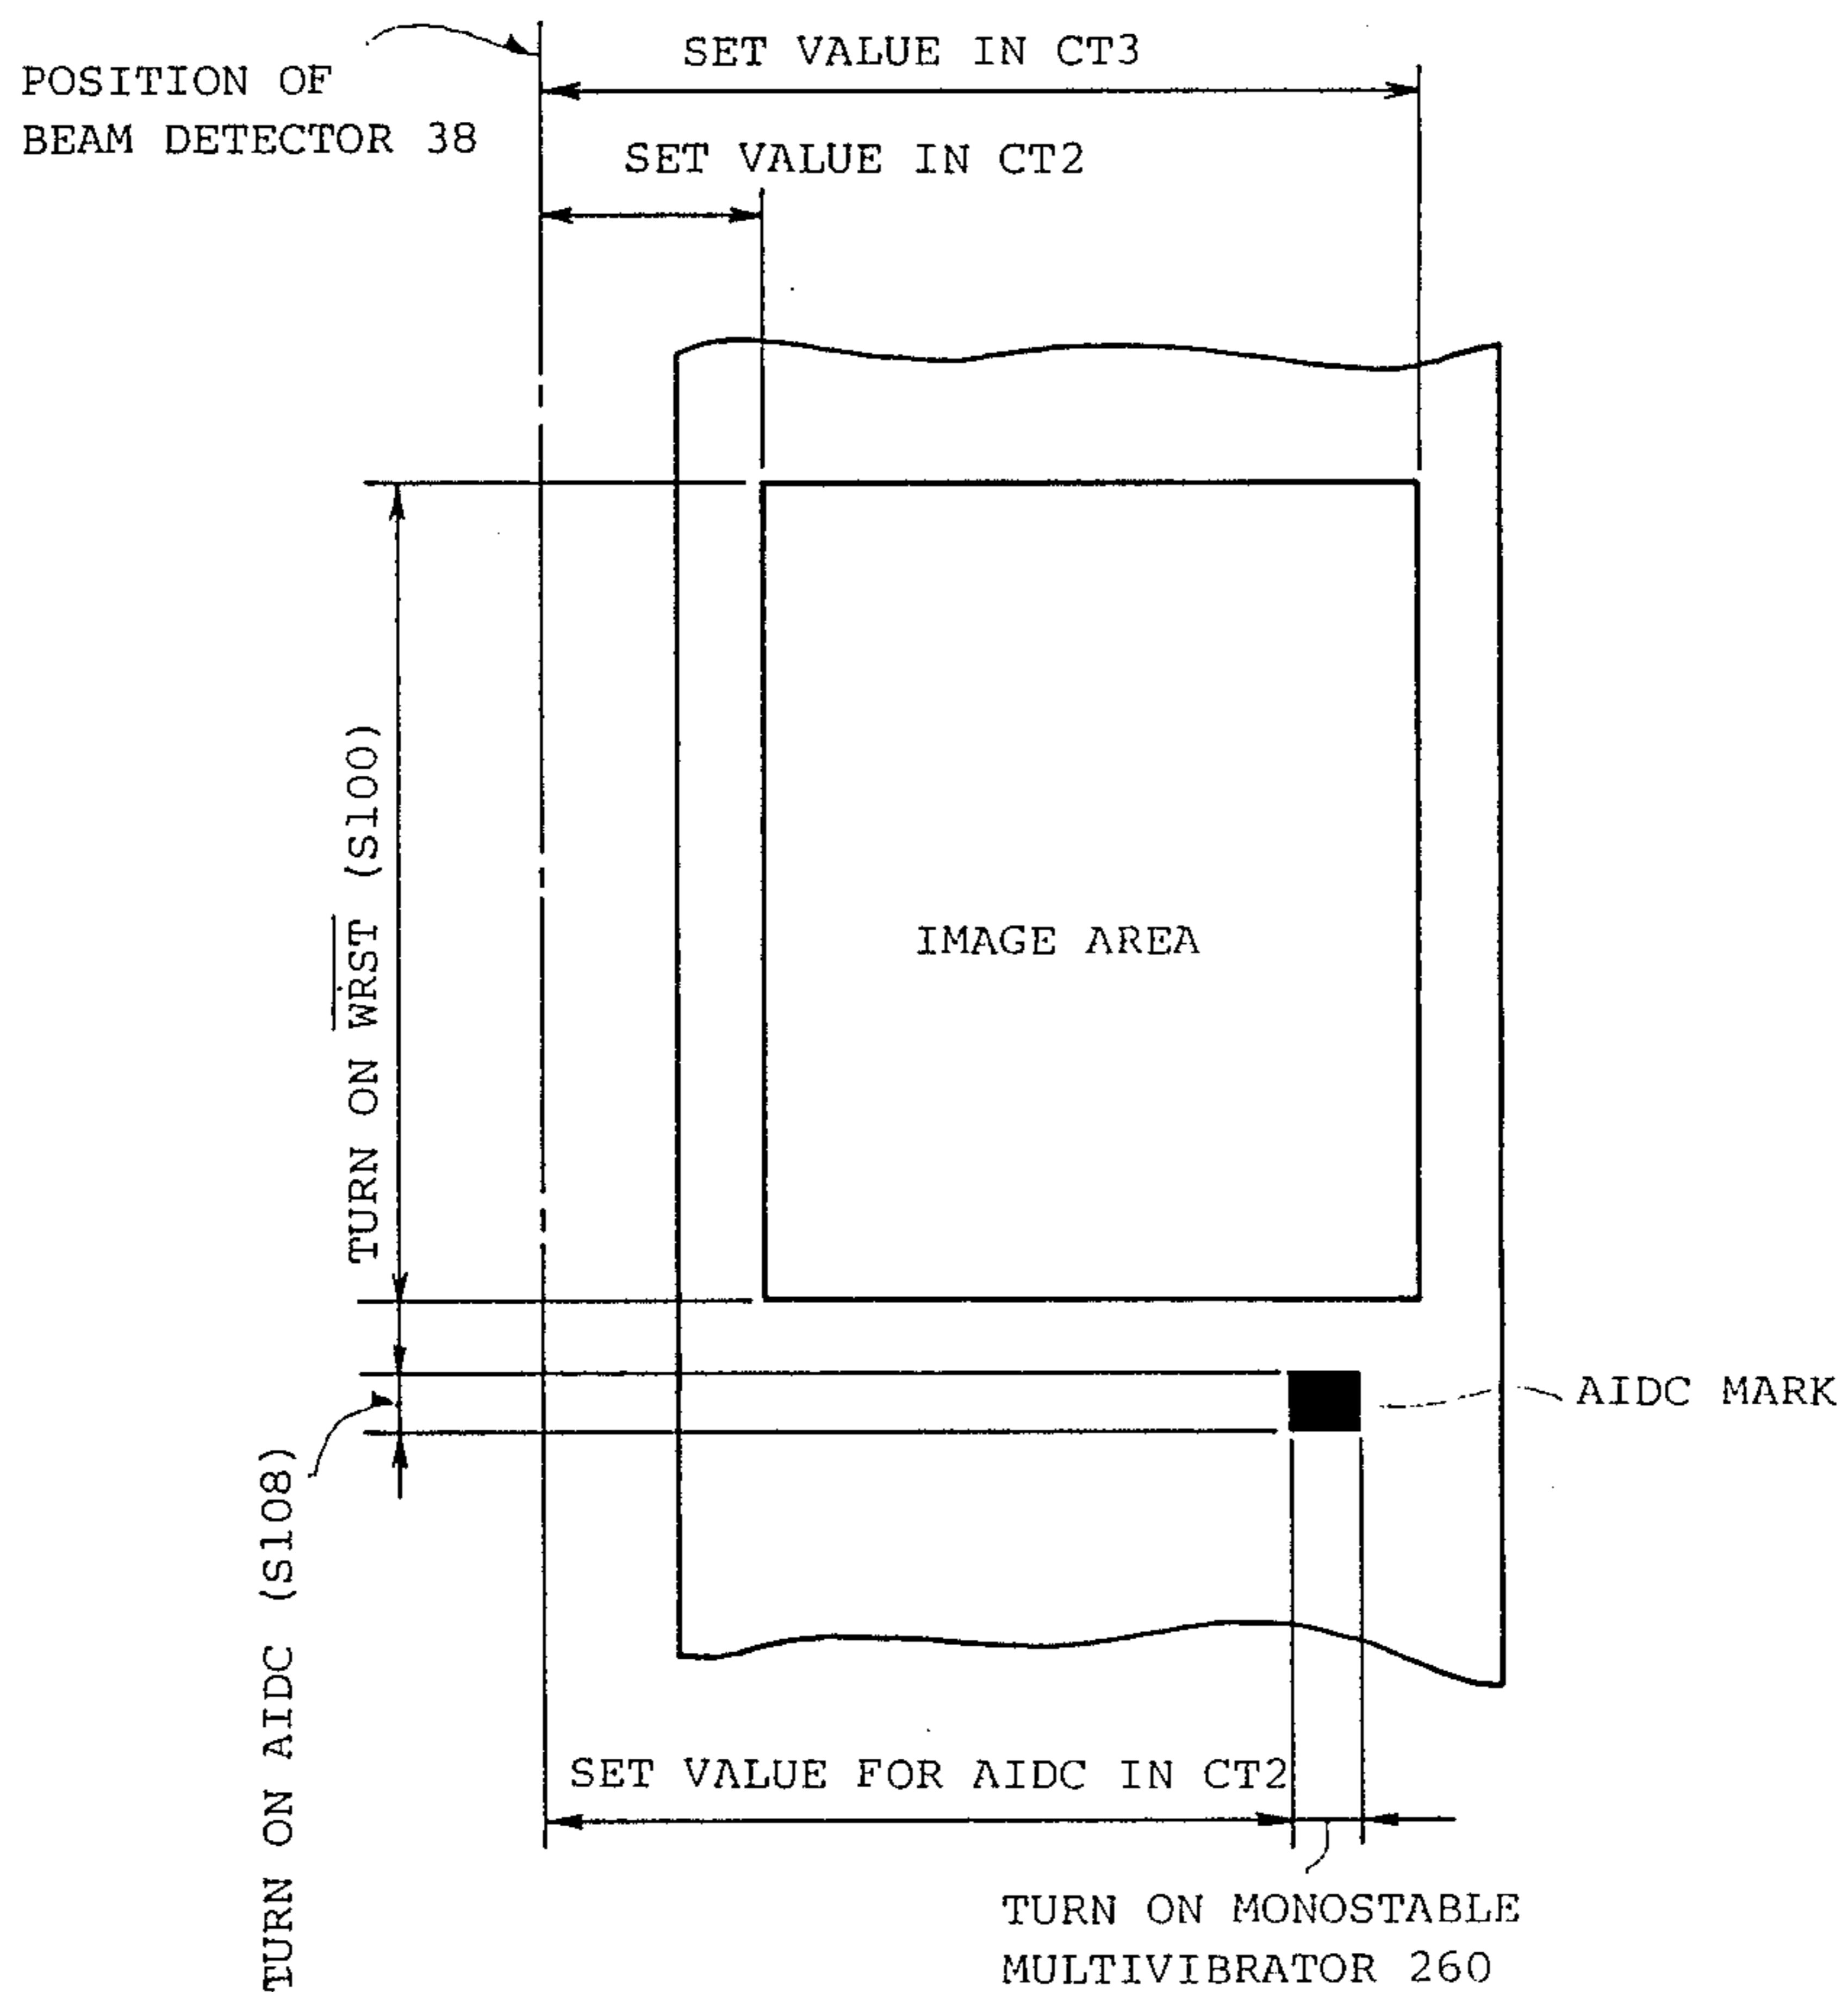 POSITION OF
BEAM DETECTOR 38
SET VALUE IN CT3
SET VALUE IN CT2
TURN ON W̅R̅S̅T̅ (S100)
IMAGE AREA
AIDC MARK
TURN ON AIDC (S108)
SET VALUE FOR AIDC IN CT2
TURN ON MONOSTABLE
MULTIVIBRATOR 260